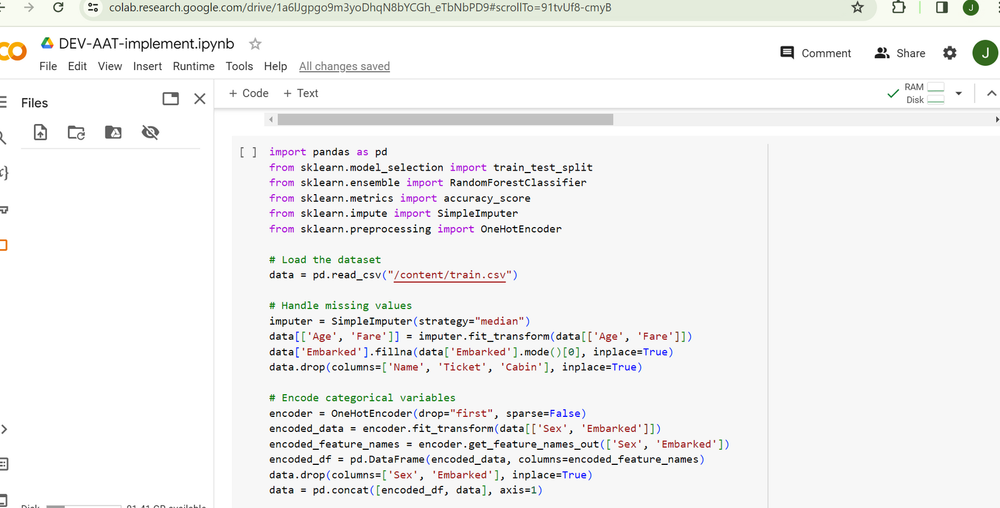 colab.research.google.com/drive/1a6lJgpgo9m3yoDhqN8bYCGh_eTbNbPD9#scrollTo=91tvUf8-cmyB
J
DEV-AAT-implement.ipynb
Comment Share J
File Edit View Insert Runtime Tools Help All changes saved
Files
+ Code + Text
RAM
Disk
[ ] import pandas as pd
from sklearn.model_selection import train_test_split
from sklearn.ensemble import RandomForestClassifier
from sklearn.metrics import accuracy_score
from sklearn.impute import SimpleImputer
from sklearn.preprocessing import OneHotEncoder
# Load the dataset
data = pd.read_csv("/content/train.csv")
# Handle missing values
imputer = SimpleImputer(strategy="median")
data[['Age', 'Fare']] = imputer.fit_transform(data[['Age', 'Fare']])
data['Embarked'].fillna(data['Embarked'].mode()[0], inplace=True)
data.drop(columns=['Name', 'Ticket', 'Cabin'], inplace=True)
# Encode categorical variables
encoder = OneHotEncoder(drop="first", sparse=False)
encoded_data = encoder.fit_transform(data[['Sex', 'Embarked']])
encoded_feature_names = encoder.get_feature_names_out(['Sex', 'Embarked'])
encoded_df = pd.DataFrame(encoded_data, columns=encoded_feature_names)
data.drop(columns=['Sex', 'Embarked'], inplace=True)
data = pd.concat([encoded_df, data], axis=1)
Disk 81.41 GB available